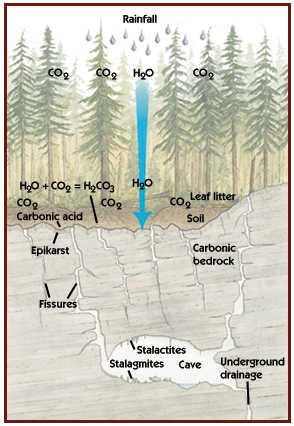 Rainfall
CO₂
CO₂
H₂O
CO₂
H₂O + CO₂ = H₂CO₃
H₂O
CO₂
CO₂
CO₂
Leaf litter
Carbonic acid
Soil
Epikarst
Carbonic
bedrock
Fissures
Stalactites
Stalagmites
Cave
Underground
drainage